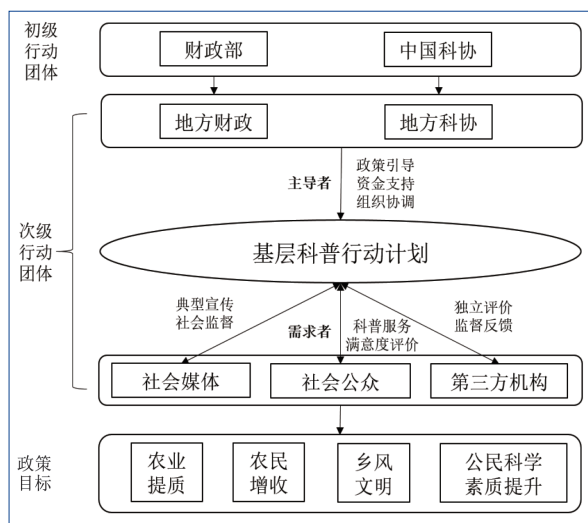 初级
行动
团体
财政部
中国科协
地方财政
地方科协
主导者
政策引导
资金支持
组织协调
次级
行动
团体
基层科普行动计划
典型宣传
社会监督
需求者
科普服务
满意度评价
独立评价
监督反馈
社会媒体
社会公众
第三方机构
政策
目标
农业
提质
农民
增收
乡风
文明
公民科学
素质提升